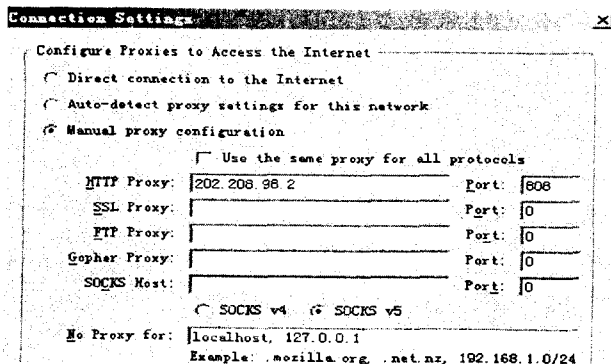 Connection Settings
Configure Proxies to Access the Internet
Direct connection to the Internet
Auto-detect proxy settings for this network
Manual proxy configuration
Use the same proxy for all protocols
HTTP Proxy: 202.208.98.2 Port: 808
SSL Proxy: Port: 0
FTP Proxy: Port: 0
Gopher Proxy: Port: 0
SOCKS Host: Port: 0
SOCKS v4 SOCKS v5
No Proxy for: localhost, 127.0.0.1
Example: .mozilla.org, .net.nz, 192.168.1.0/24